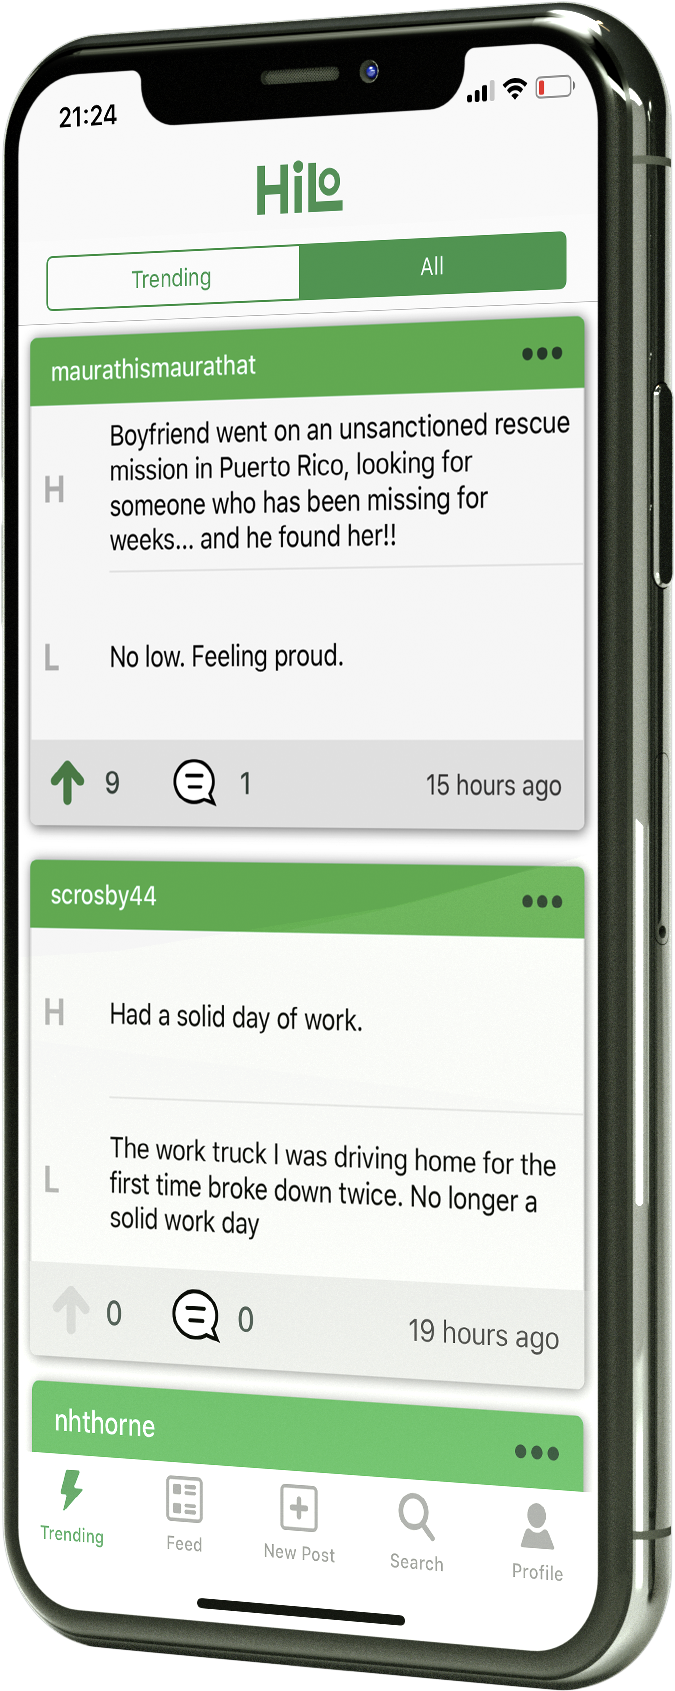 21:24
HiLo
Trending
All
maurathismaurathat
H
Boyfriend went on an unsanctioned rescue
mission in Puerto Rico, looking for
someone who has been missing for
weeks... and he found her!!
L
No low. Feeling proud.
9
1
15 hours ago
scrosby44
H
Had a solid day of work.
L
The work truck I was driving home for the
first time broke down twice. No longer a
solid work day
0
0
19 hours ago
nhthorne
Trending
Feed
New Post
Search
Profile